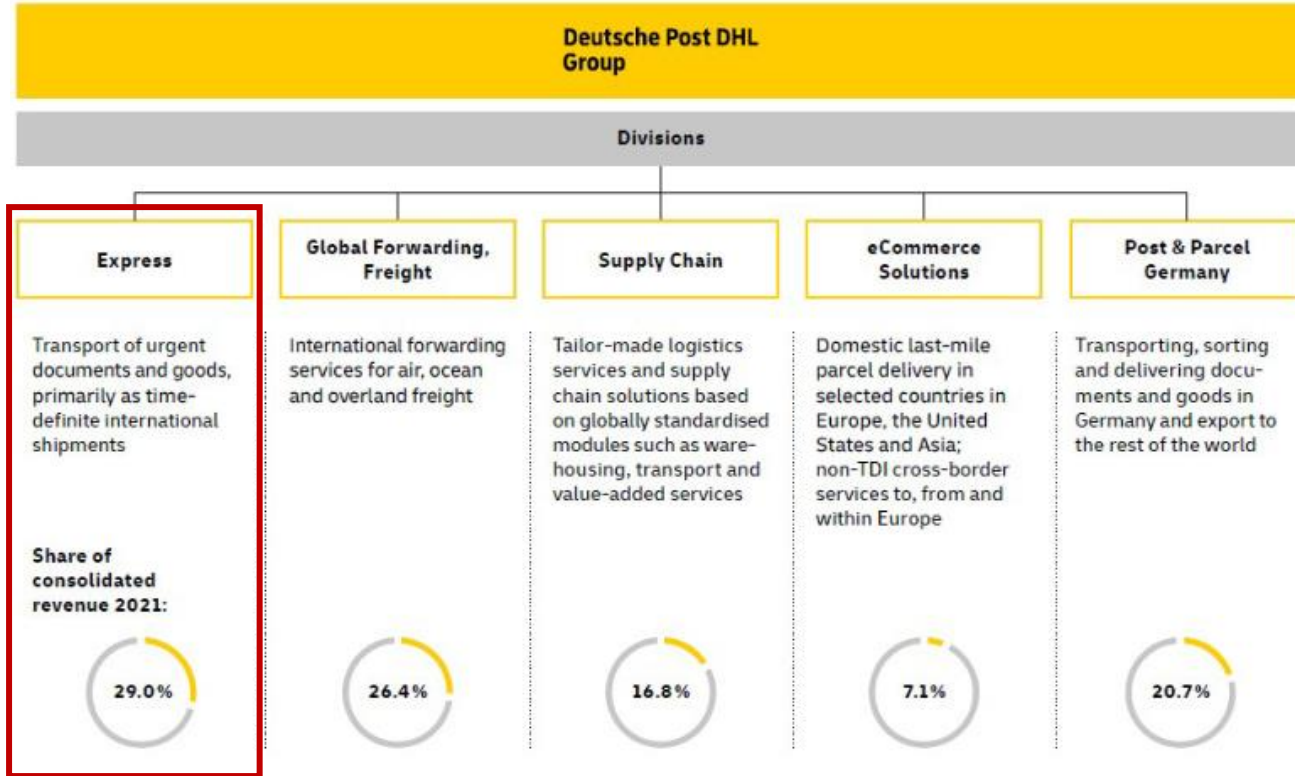 Deutsche Post DHL
Group
Divisions
Express
Global Forwarding,
Freight
Supply Chain
eCommerce
Solutions
Post & Parcel
Germany
Transport of urgent
documents and goods,
primarily as time-
definite international
shipments
International forwarding
services for air, ocean
and overland freight
Tailor-made logistics
services and supply
chain solutions based
on globally standardised
modules such as ware-
housing, transport and
value-added services
Domestic last-mile
parcel delivery in
selected countries in
Europe, the United
States and Asia;
non-TDI cross-border
services to, from and
within Europe
Transporting, sorting
and delivering docu-
ments and goods in
Germany and export to
the rest of the world
Share of
consolidated
revenue 2021:
29.0%
26.4%
16.8%
7.1%
20.7%